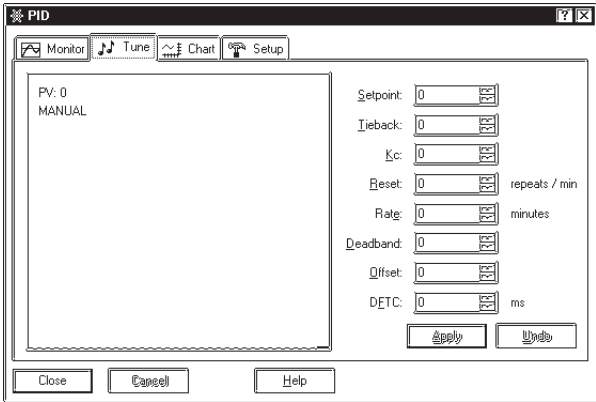 PID
Monitor Tune Chart Setup
PV: 0
MANUAL
Setpoint: 0
Tieback: 0
Kc: 0
Reset: 0 repeats / min
Rate: 0 minutes
Deadband: 0
Offset: 0
DFTC: 0 ms
Apply Undo
Close Cancel Help